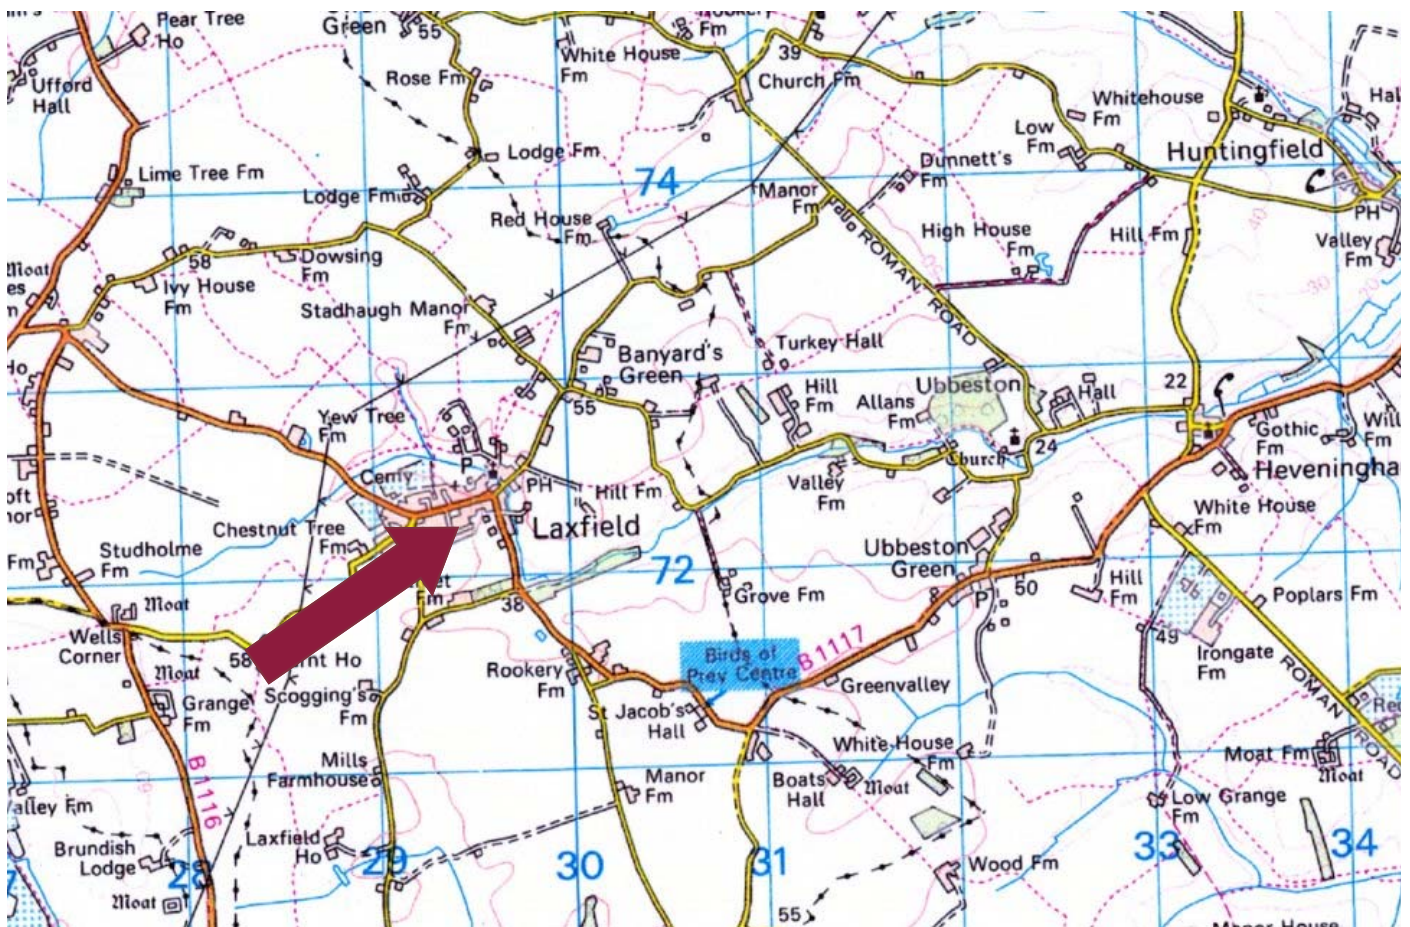 Pear Tree
Ho
Green
55
Rookery
Fm
39
White House
Fm
Church Fm
Ufford
Hall
Rose Fm
Whitehouse
Fm
Low
Fm
Huntingfield
Lodge Fm
Dunnett's
Fm
Lime Tree Fm
74
Lodge Fm
Manor
Fm
PH
Red House
Fm
High House
Fm
Hill Fm
Valley
Fm
ROMAN ROAD
40
30
Moat
58
Dowsing
Fm
Ivy House
Fm
Stadhaugh Manor
Fm
Turkey Hall
Banyard's
Green
Hill
Fm
Ubbeston
Allans
Fm
Hall
22
55
Yew Tree
Fm
24
Gothic
Fm
Church
Heveningha
P
Cemy
PH
Hill Fm
Valley
Fm
White House
Fm
Laxfield
Chestnut Tree
Fm
Ubbeston
Green
Studholme
Fm
72
50
P
Hill
Fm
Poplars Fm
Fm
Grove Fm
38
Moat
49
Wells
Corner
58
Birds of
Prey Centre
B1117
Irongate
Fm
Moat
Rookery
Fm
Greenvalley
ROMAN ROAD
Grange
Fm
Scogging's
Fm
St Jacob's
Hall
White House
Fm
Moat Fm
Moat
B1116
Mills
Farmhouse
Manor
Fm
Boats
Hall
Moat
Low Grange
Fm
Brundish
Lodge
Laxfield
Ho
28
29
30
31
33
34
Wood Fm
Moat
55
Manor House